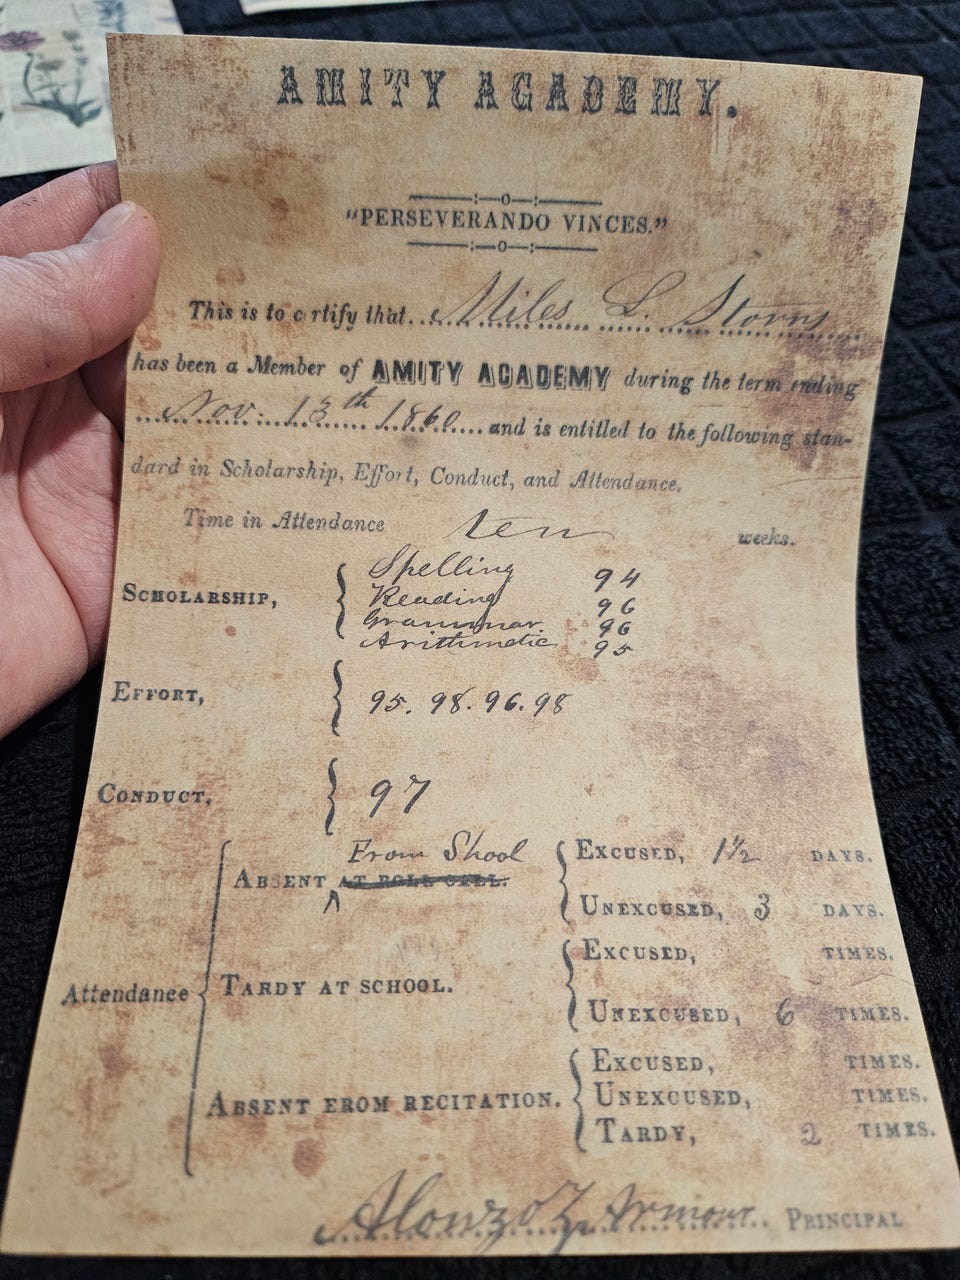 AMITY ACADEMY.
"PERSEVERANDO VINCES."
This is to c rtify that Miles L. Storrs
has been a Member of AMITY ACADEMY during the term ending
Nov. 13th 1860 and is entitled to the following stan-
dard in Scholarship, Effort, Conduct, and Attendance,
Time in Attendance ten weeks.
SCHOLARSHIP, Spelling 94
Reading 96
Grammar 96
Arithmetic 95
EFFORT, 95. 98. 96. 98
CONDUCT, 97
From Shool
ABSENT AT ROLL CALL. EXCUSED, 1½ DAYS.
UNEXCUSED, 3 DAYS.
Attendance TARDY AT SCHOOL. EXCUSED, TIMES.
UNEXCUSED, 6 TIMES.
ABSENT EROM RECITATION. EXCUSED, TIMES.
UNEXCUSED, TIMES.
TARDY, 2 TIMES.
Alonzo Z. Armour PRINCIPAL